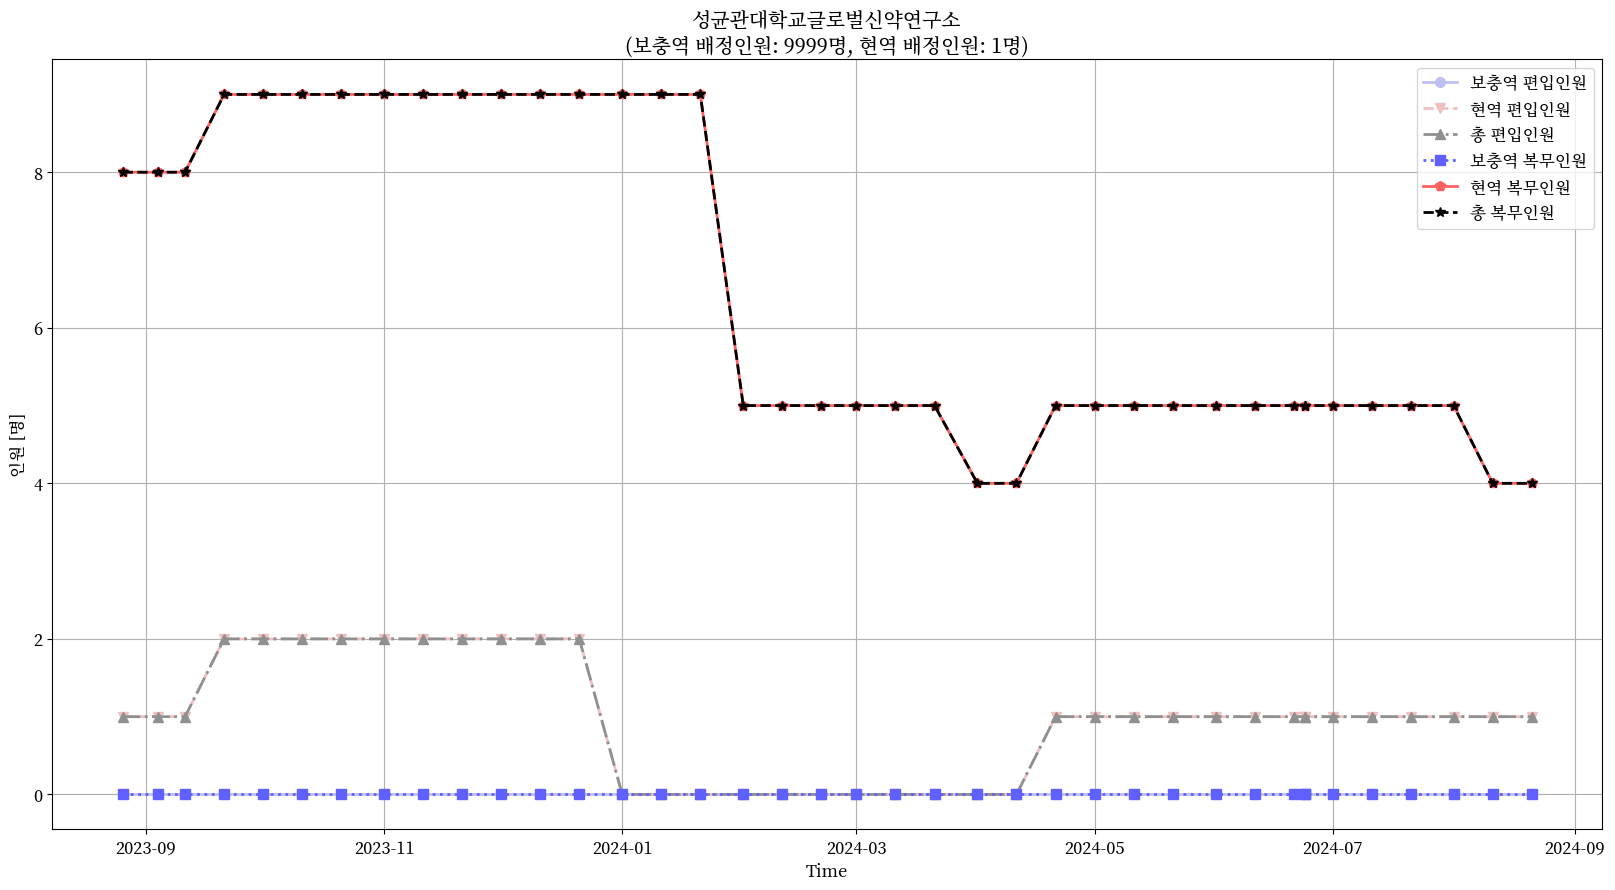 성균관대학교글로벌신약연구소
(보충역 배정인원: 9999명, 현역 배정인원: 1명)
보충역 편입인원
현역 편입인원
총 편입인원
보충역 복무인원
현역 복무인원
총 복무인원
인원 [명]
8
6
4
2
0
2023-09
2023-11
2024-01
2024-03
2024-05
2024-07
2024-09
Time